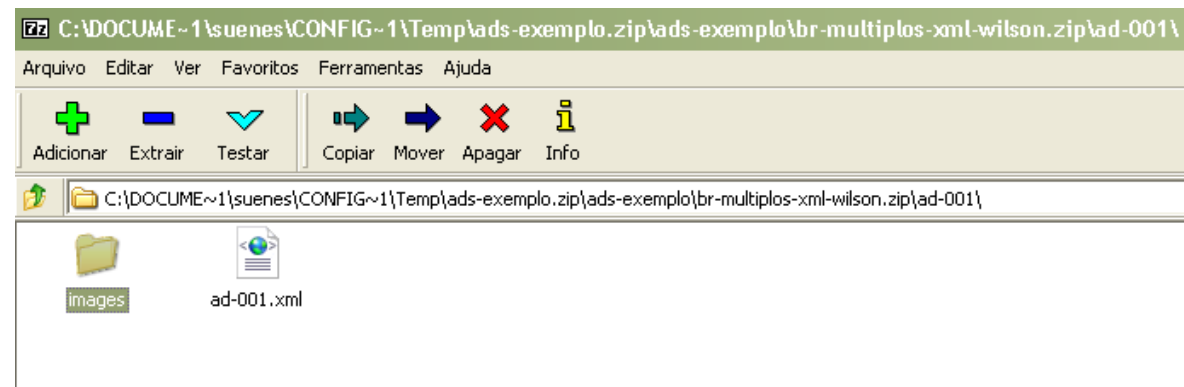 7z C:\DOCUME~1\suenes\CONFIG~1\Temp\ads-exemplo.zip\ads-exemplo\br-multiplos-xml-wilson.zip\ad-001\
Arquivo Editar Ver Favoritos Ferramentas Ajuda
Adicionar Extrair Testar Copiar Mover Apagar Info
C:\DOCUME~1\suenes\CONFIG~1\Temp\ads-exemplo.zip\ads-exemplo\br-multiplos-xml-wilson.zip\ad-001\
images ad-001.xml